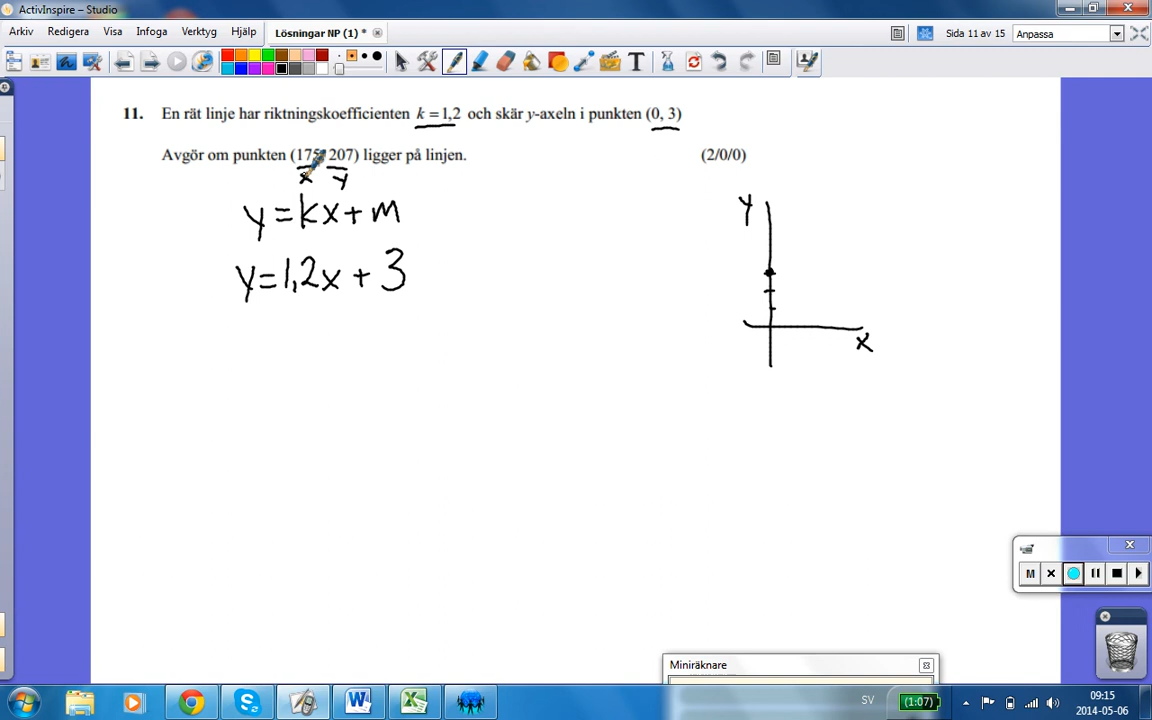 ActivInspire – Studio
Arkiv Redigera Visa Infoga Verktyg Hjälp Lösningar NP (1) * Sida 11 av 15 Anpassa
11. En rät linje har riktningskoefficienten k = 1,2 och skär y-axeln i punkten (0, 3)
Avgör om punkten (175, 207) ligger på linjen. (2/0/0)
x y
y = kx + m
y
y = 1,2x + 3
x
M
Miniräknare
SV (1:07) 09:15
2014-05-06